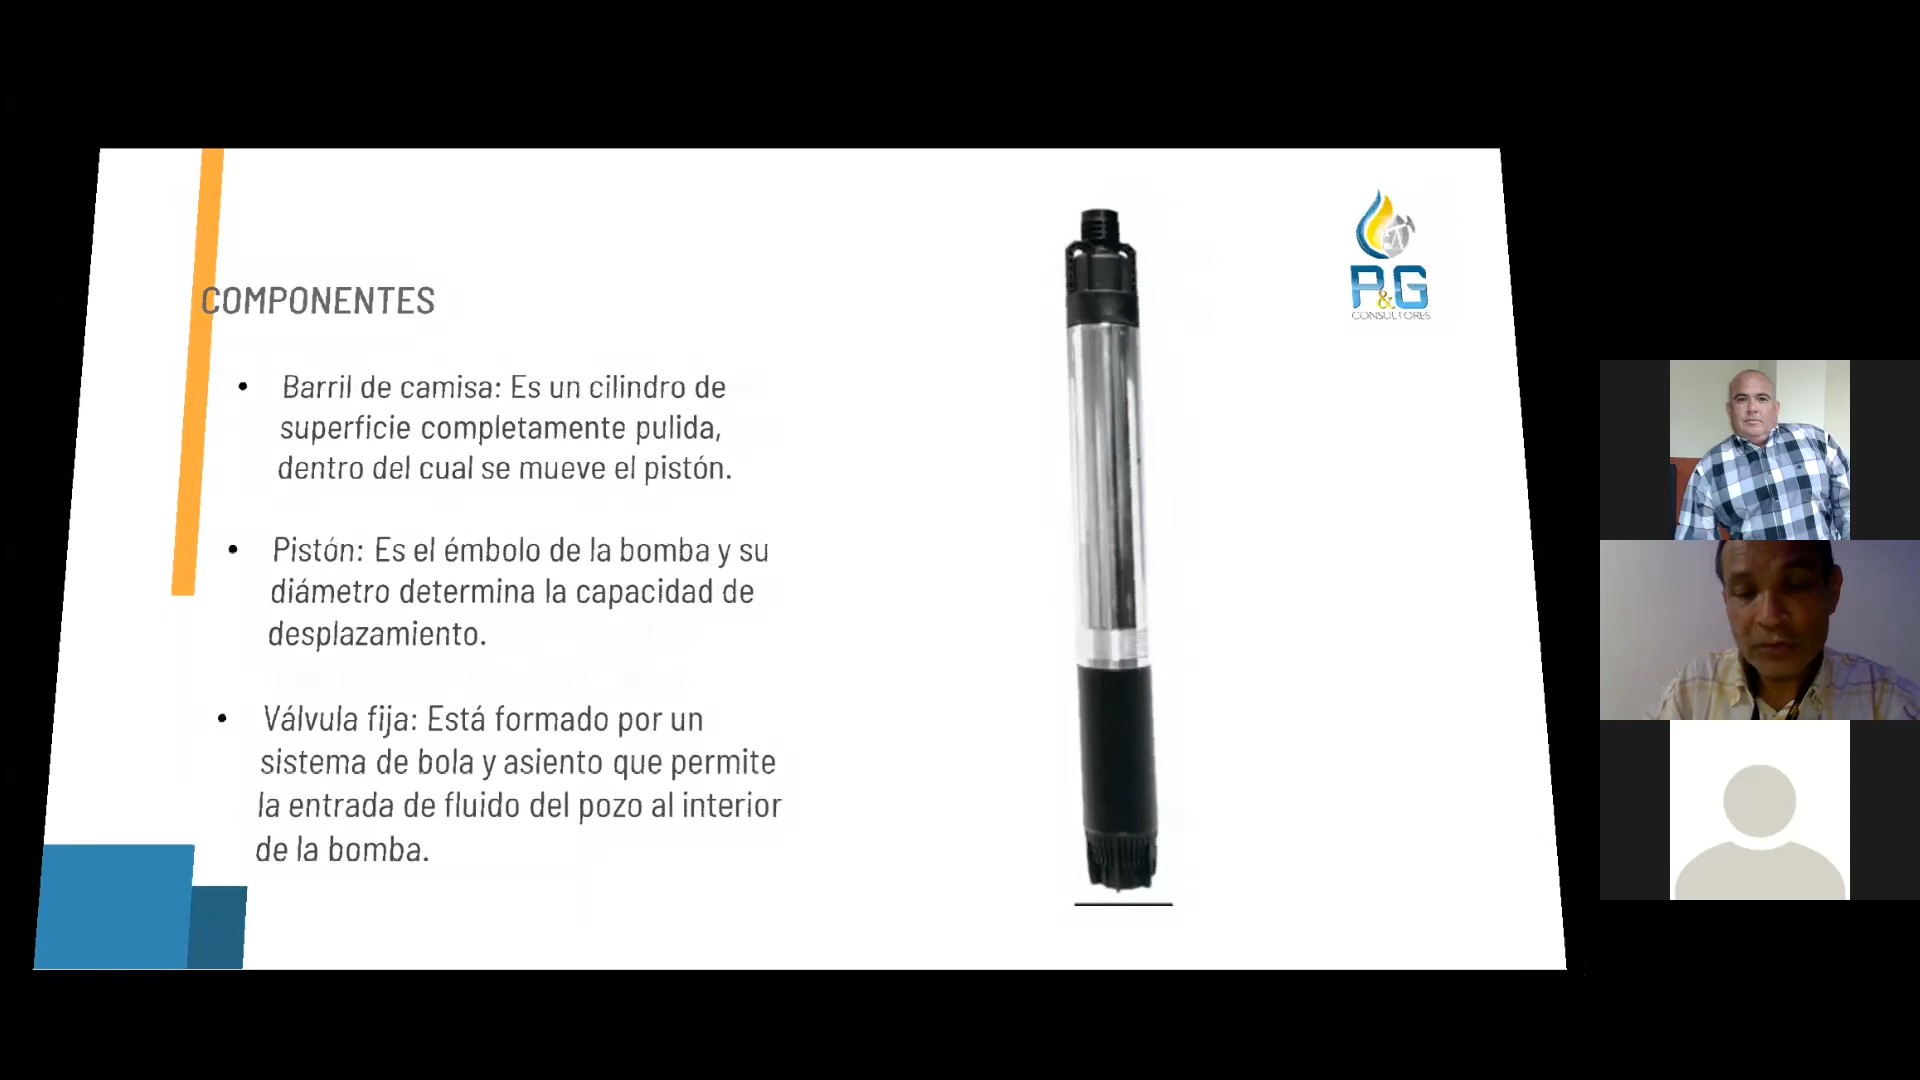 P&G
CONSULTORES
COMPONENTES
• Barril de camisa: Es un cilindro de
superficie completamente pulida,
dentro del cual se mueve el pistón.
• Pistón: Es el émbolo de la bomba y su
diámetro determina la capacidad de
desplazamiento.
• Válvula fija: Está formado por un
sistema de bola y asiento que permite
la entrada de fluido del pozo al interior
de la bomba.